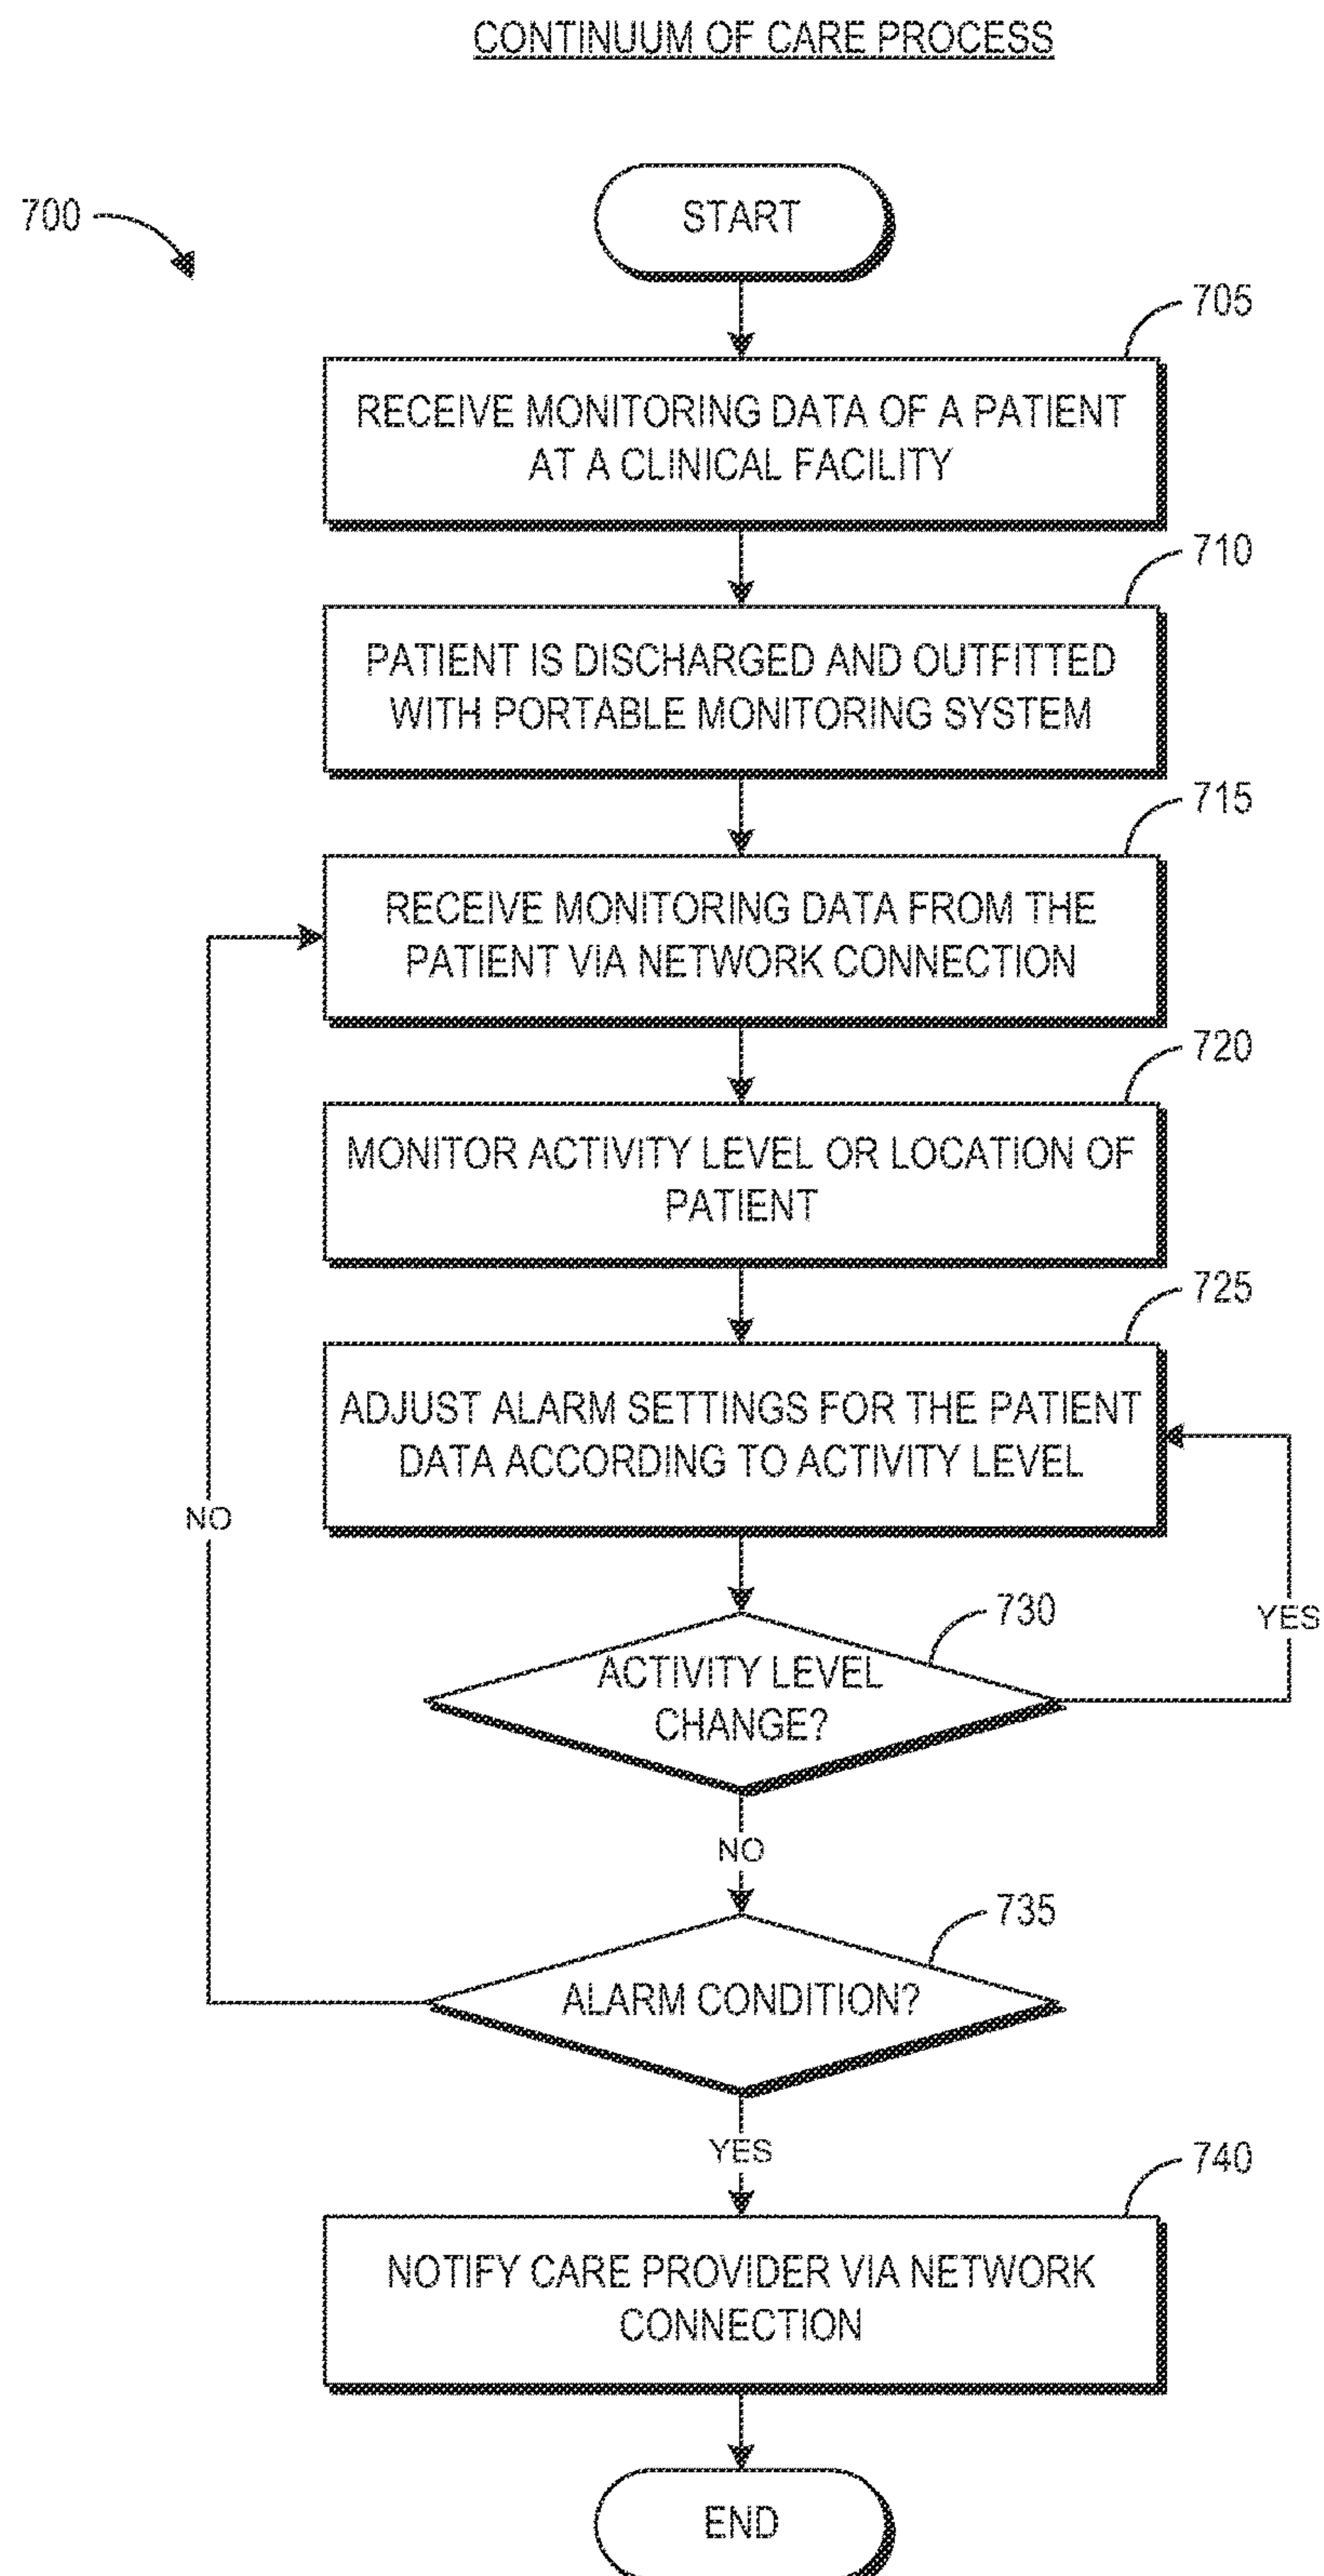 CONTINUUM OF CARE PROCESS
700
START
705
RECEIVE MONITORING DATA OF A PATIENT
AT A CLINICAL FACILITY
710
PATIENT IS DISCHARGED AND OUTFITTED
WITH PORTABLE MONITORING SYSTEM
715
RECEIVE MONITORING DATA FROM THE
PATIENT VIA NETWORK CONNECTION
720
MONITOR ACTIVITY LEVEL OR LOCATION OF
PATIENT
725
ADJUST ALARM SETTINGS FOR THE PATIENT
DATA ACCORDING TO ACTIVITY LEVEL
NO
730
YES
ACTIVITY LEVEL
CHANGE?
NO
735
ALARM CONDITION?
YES
740
NOTIFY CARE PROVIDER VIA NETWORK
CONNECTION
END